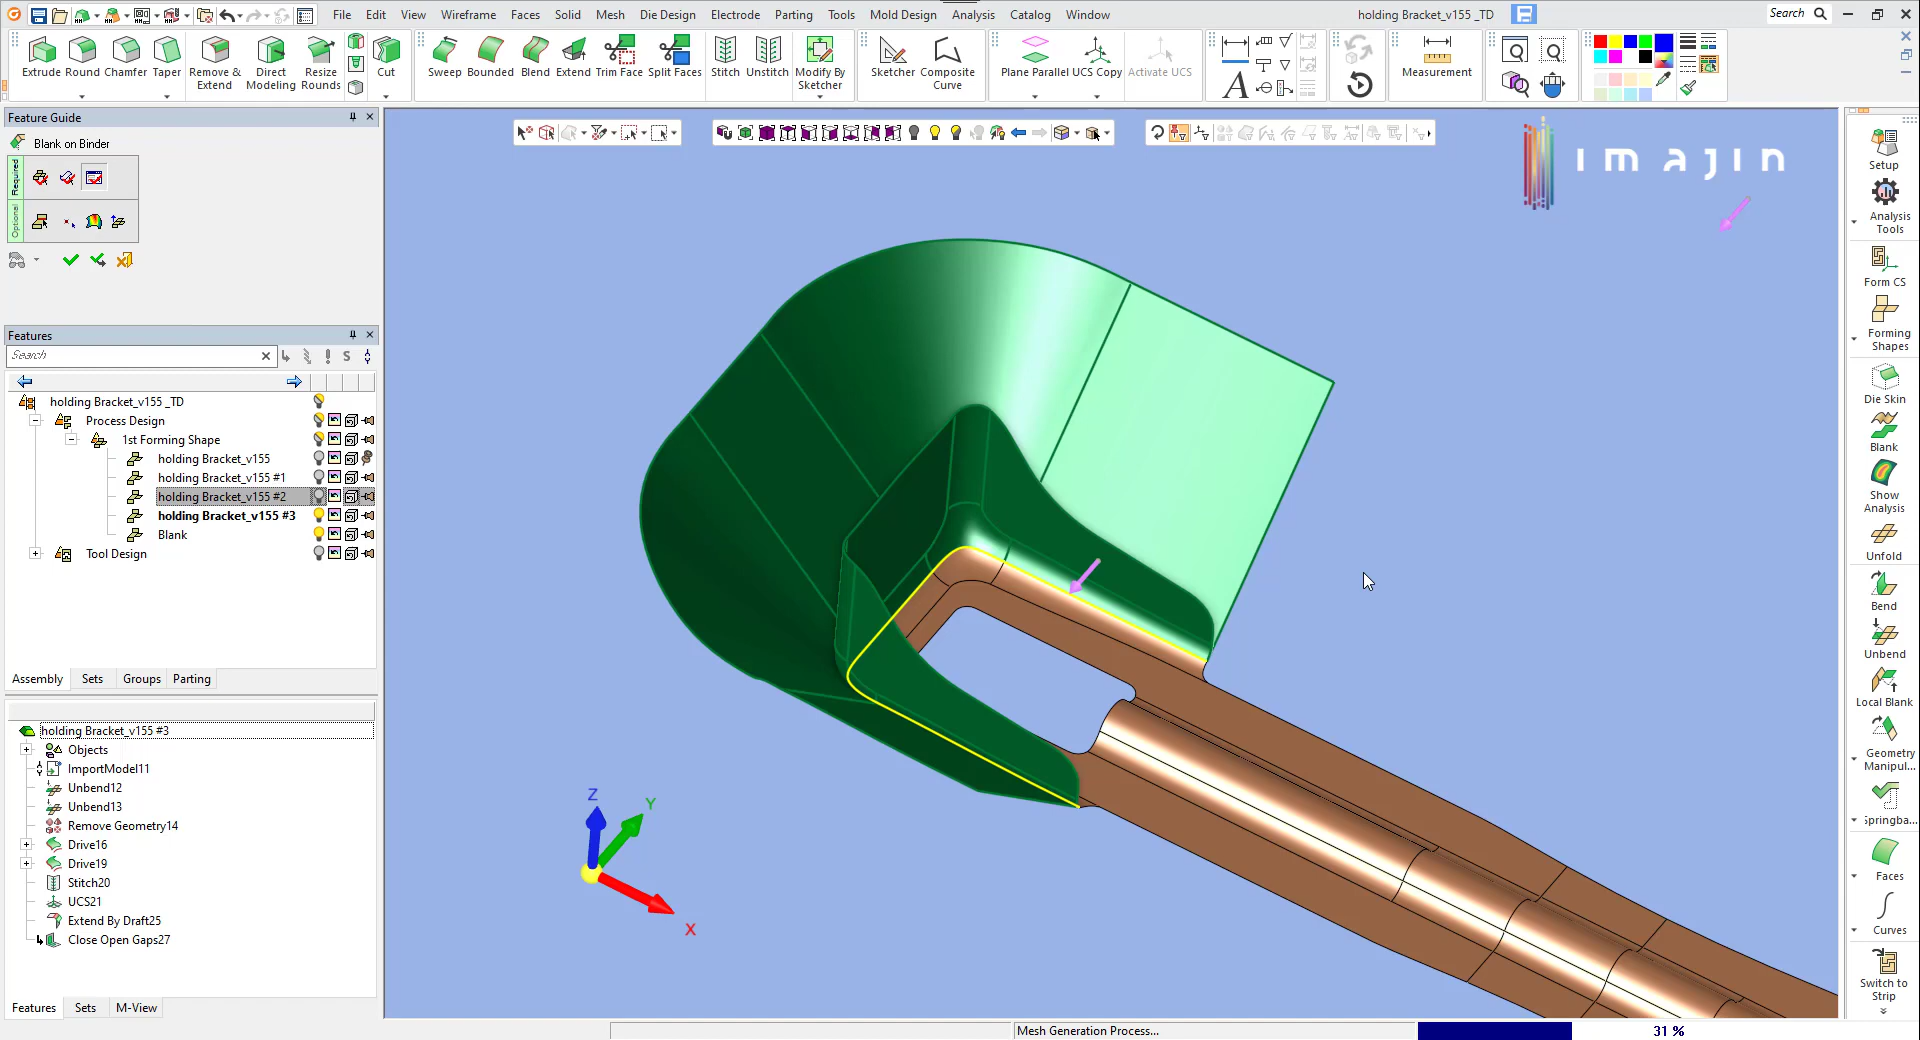 File Edit View Wireframe Faces Solid Mesh Die Design Electrode Parting Tools Mold Design Analysis Catalog Window
holding Bracket_v155 _TD
Search
Extrude Round Chamfer Taper Remove & Extend Direct Modeling Resize Rounds Cut
Sweep Bounded Blend Extend Trim Face Split Faces Stitch Unstitch Modify By Sketcher
Sketcher Composite Curve Plane Parallel UCS Copy Activate UCS
Measurement
Feature Guide
Blank on Binder
Required
Optional
Features
Search
S
holding Bracket_v155 _TD
Process Design
1st Forming Shape
holding Bracket_v155
holding Bracket_v155 #1
holding Bracket_v155 #2
holding Bracket_v155 #3
Blank
Tool Design
Assembly Sets Groups Parting
holding Bracket_v155 #3
Objects
ImportModel11
Unbend12
Unbend13
Remove Geometry14
Drive16
Drive19
Stitch20
UCS21
Extend By Draft25
Close Open Gaps27
Features Sets M-View
imajin
Z
Y
X
Setup
Analysis
Tools
Form CS
Forming
Shapes
Die Skin
Blank
Show
Analysis
Unfold
Bend
Unbend
Local Blank
Geometry
Manipul...
Springba...
Faces
Curves
Switch to
Strip
Mesh Generation Process...
31 %